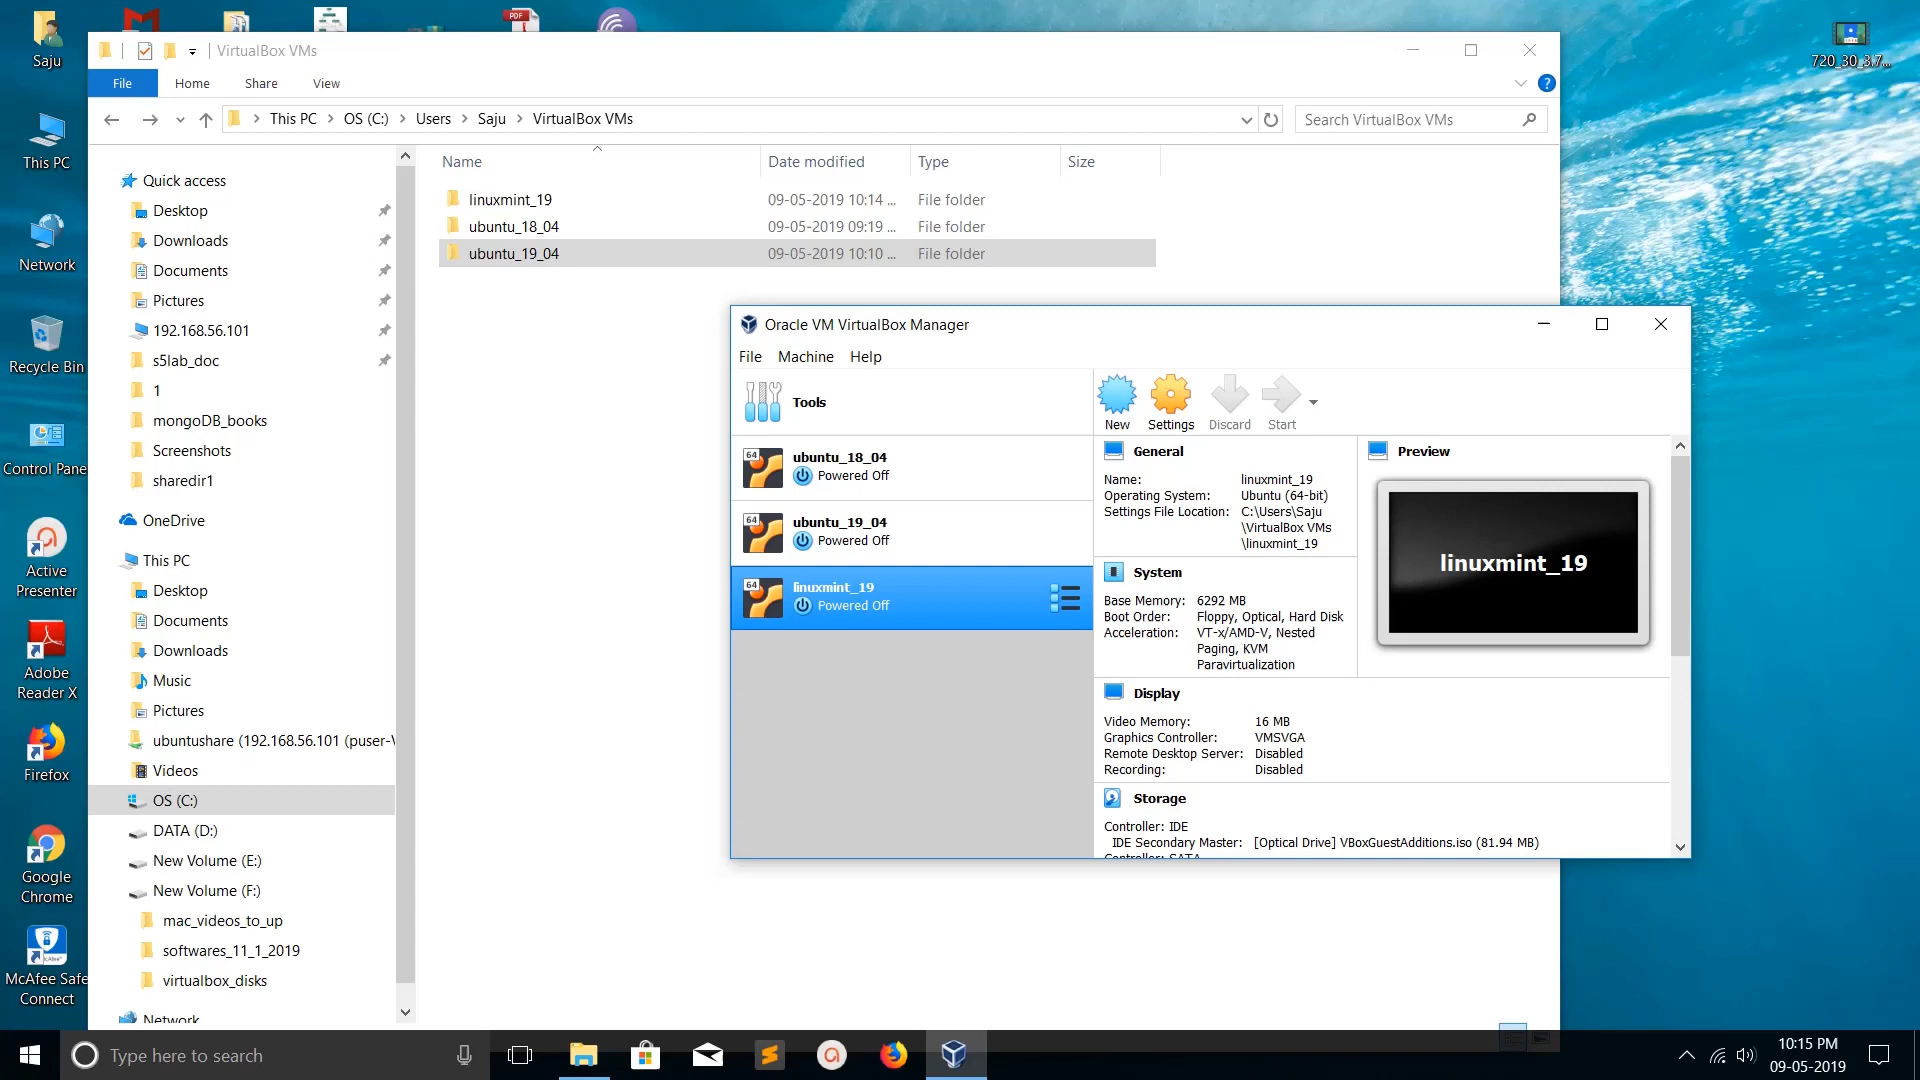 Saju
PDF
720_30_3.7...
VirtualBox VMs
File
Home
Share
View
?
This PC
OS (C:)
Users
Saju
VirtualBox VMs
Search VirtualBox VMs
This PC
Network
Recycle Bin
Control Pane
Active
Presenter
Adobe
Reader X
Firefox
Google
Chrome
McAfee Safe
Connect
Quick access
Desktop
Downloads
Documents
Pictures
192.168.56.101
s5lab_doc
1
mongoDB_books
Screenshots
sharedir1
OneDrive
This PC
Desktop
Documents
Downloads
Music
Pictures
ubuntushare (192.168.56.101 (puser-V
Videos
OS (C:)
DATA (D:)
New Volume (E:)
New Volume (F:)
mac_videos_to_up
softwares_11_1_2019
virtualbox_disks
Network
Name
Date modified
Type
Size
linuxmint_19
09-05-2019 10:14 ...
File folder
ubuntu_18_04
09-05-2019 09:19 ...
File folder
ubuntu_19_04
09-05-2019 10:10 ...
File folder
Oracle VM VirtualBox Manager
File
Machine
Help
Tools
New
Settings
Discard
Start
64
ubuntu_18_04
Powered Off
64
ubuntu_19_04
Powered Off
64
linuxmint_19
Powered Off
General
Name: linuxmint_19
Operating System: Ubuntu (64-bit)
Settings File Location: C:\Users\Saju
\VirtualBox VMs
\linuxmint_19
Preview
linuxmint_19
System
Base Memory: 6292 MB
Boot Order: Floppy, Optical, Hard Disk
Acceleration: VT-x/AMD-V, Nested
Paging, KVM
Paravirtualization
Display
Video Memory: 16 MB
Graphics Controller: VMSVGA
Remote Desktop Server: Disabled
Recording: Disabled
Storage
Controller: IDE
IDE Secondary Master: [Optical Drive] VBoxGuestAdditions.iso (81.94 MB)
Controller: SATA
Type here to search
10:15 PM
09-05-2019